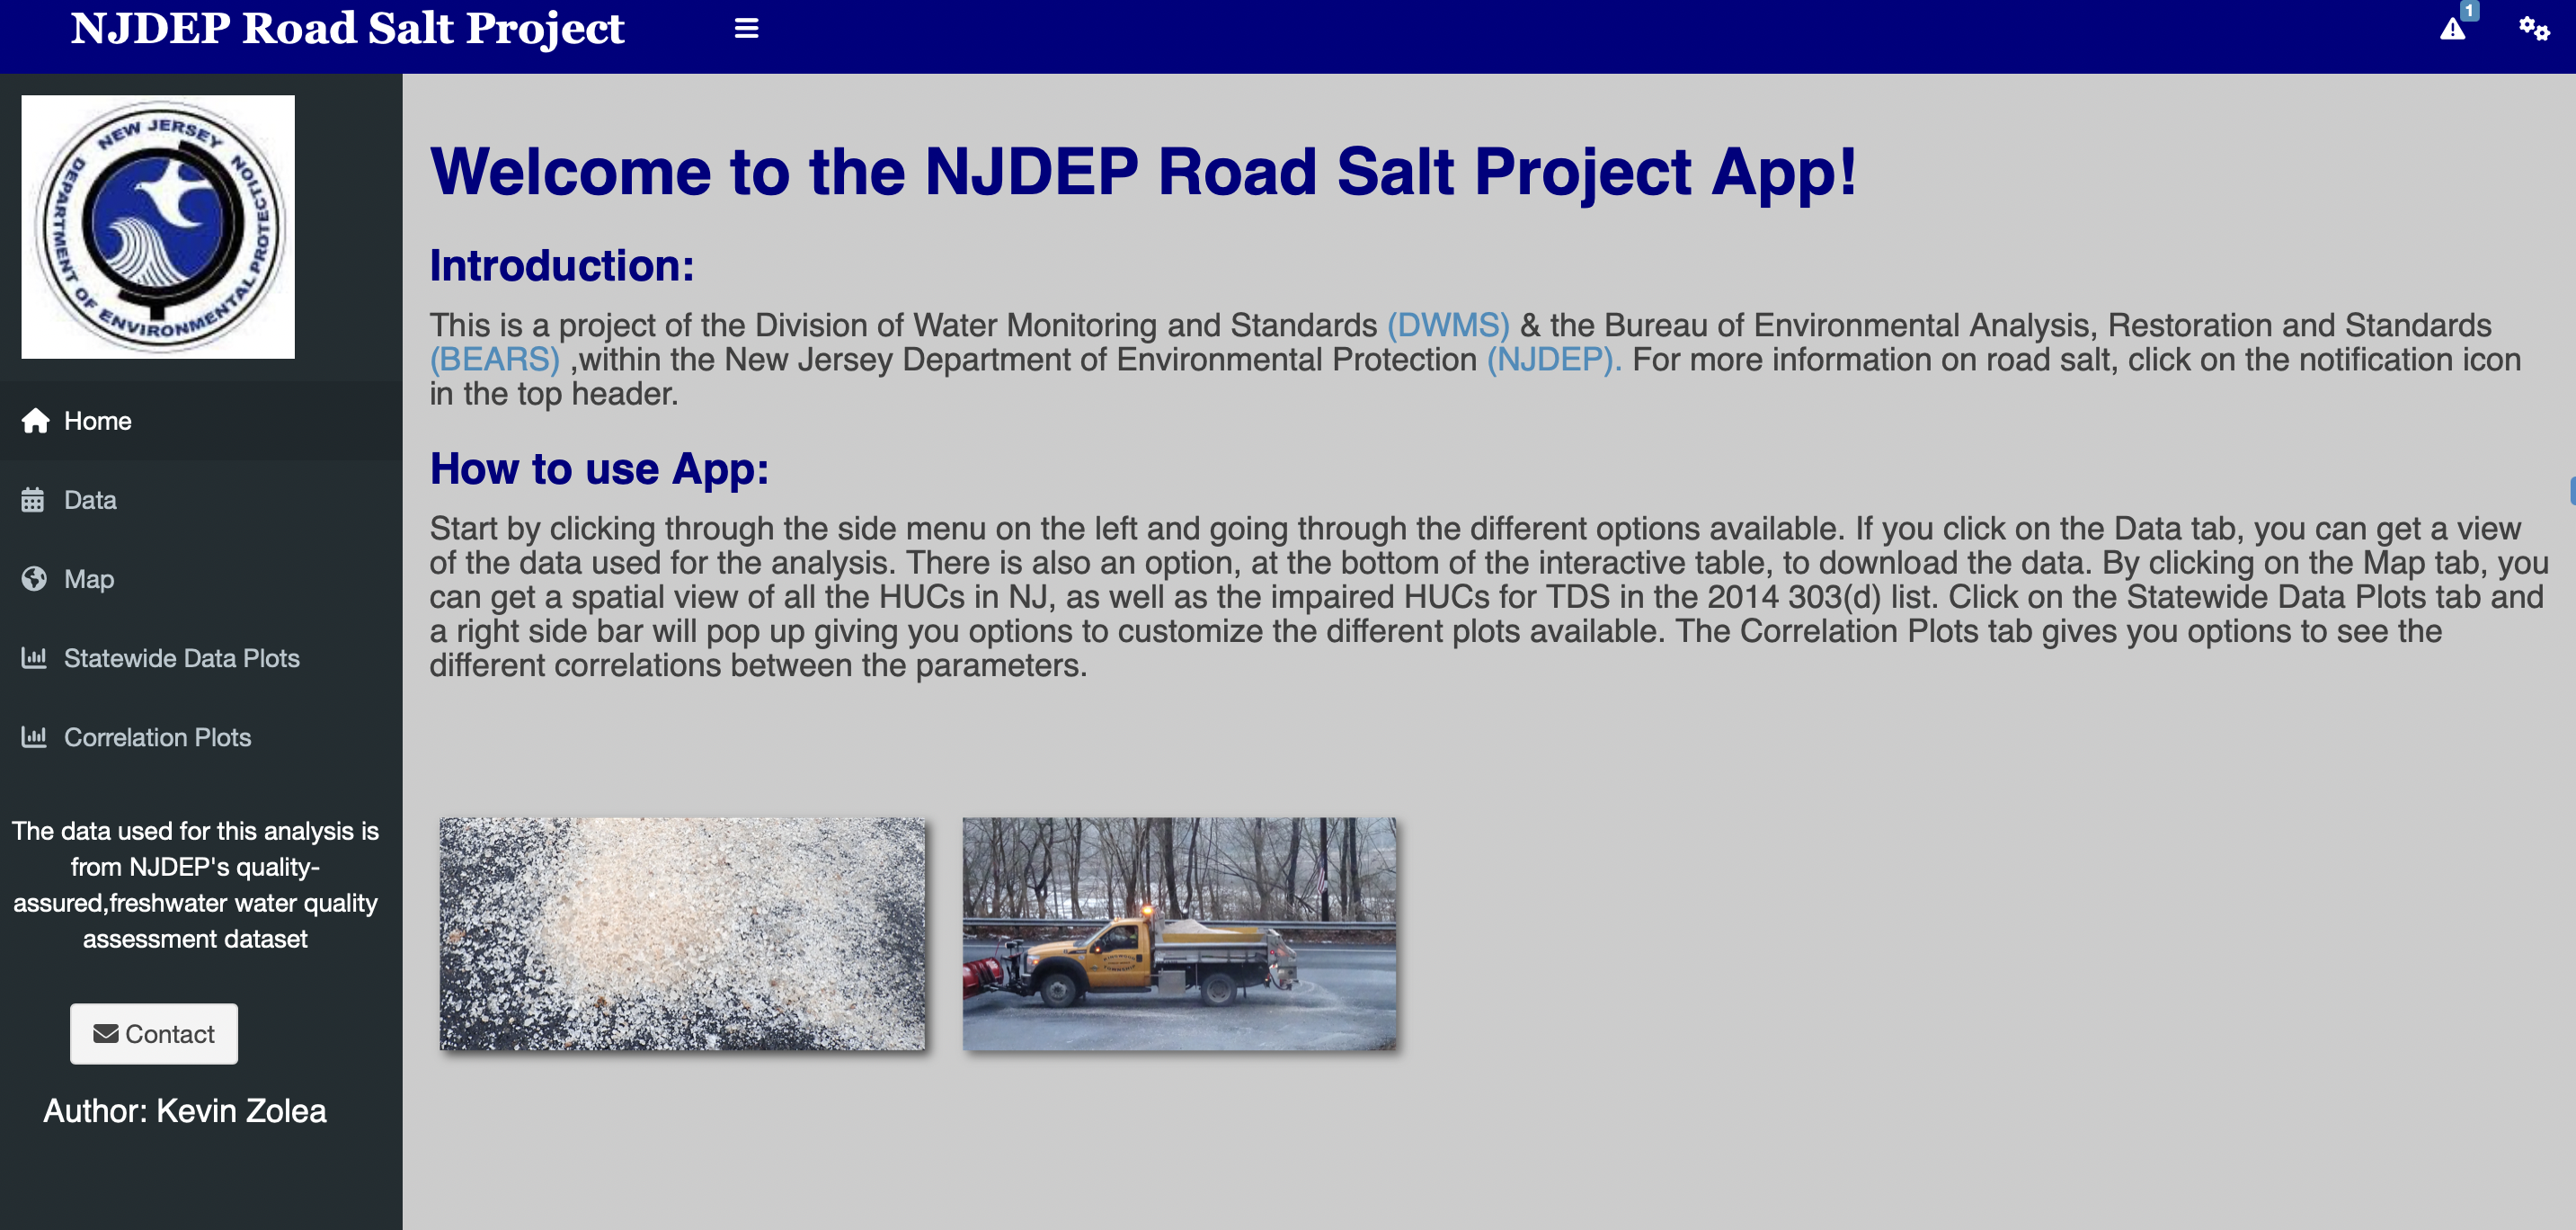 NJDEP Road Salt Project
1
NEW JERSEY
DEPARTMENT OF ENVIRONMENTAL PROTECTION
Home
Data
Map
Statewide Data Plots
Correlation Plots
The data used for this analysis is
from NJDEP's quality-
assured,freshwater water quality
assessment dataset
Contact
Author: Kevin Zolea
Welcome to the NJDEP Road Salt Project App!
Introduction:
This is a project of the Division of Water Monitoring and Standards (DWMS) & the Bureau of Environmental Analysis, Restoration and Standards
(BEARS) ,within the New Jersey Department of Environmental Protection (NJDEP). For more information on road salt, click on the notification icon
in the top header.
How to use App:
Start by clicking through the side menu on the left and going through the different options available. If you click on the Data tab, you can get a view
of the data used for the analysis. There is also an option, at the bottom of the interactive table, to download the data. By clicking on the Map tab, you
can get a spatial view of all the HUCs in NJ, as well as the impaired HUCs for TDS in the 2014 303(d) list. Click on the Statewide Data Plots tab and
a right side bar will pop up giving you options to customize the different plots available. The Correlation Plots tab gives you options to see the
different correlations between the parameters.